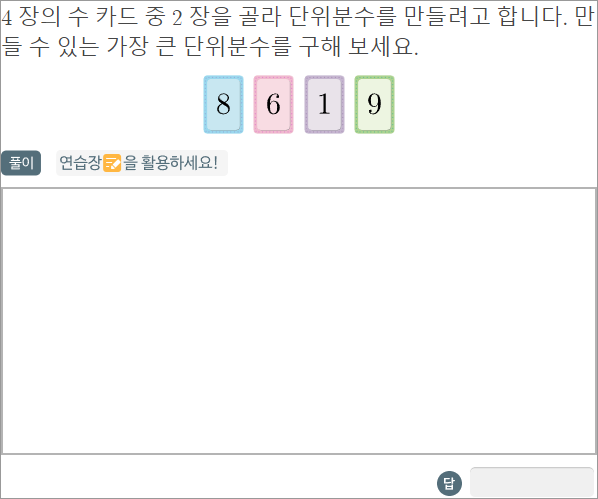 4 장의 수 카드 중 2 장을 골라 단위분수를 만들려고 합니다. 만
들 수 있는 가장 큰 단위분수를 구해 보세요.
8 6 1 9
풀이 연습장을 활용하세요!
답